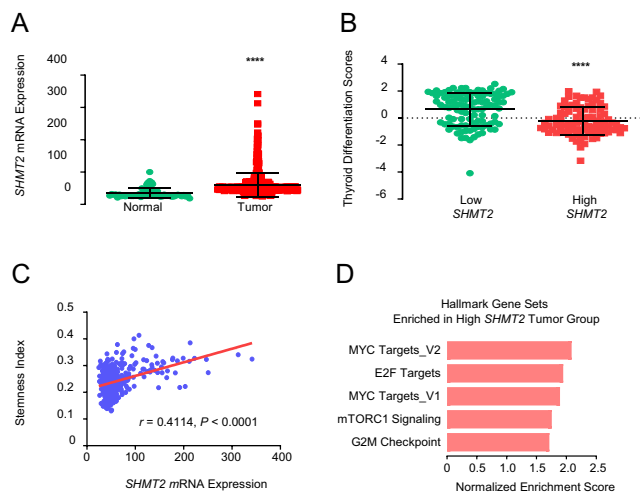 A
SHMT2 mRNA Expression
400
300
200
100
0
****
Normal
Tumor
B
Thyroid Differentiation Scores
4
2
0
-2
-4
-6
****
Low
SHMT2
High
SHMT2
C
Stemness Index
0.5
0.4
0.3
0.2
0.1
0
r = 0.4114, P < 0.0001
0
100
200
300
400
SHMT2 mRNA Expression
D
Hallmark Gene Sets
Enriched in High SHMT2 Tumor Group
MYC Targets_V2
E2F Targets
MYC Targets_V1
mTORC1 Signaling
G2M Checkpoint
0
0.5
1.0
1.5
2.0
2.5
Normalized Enrichment Score